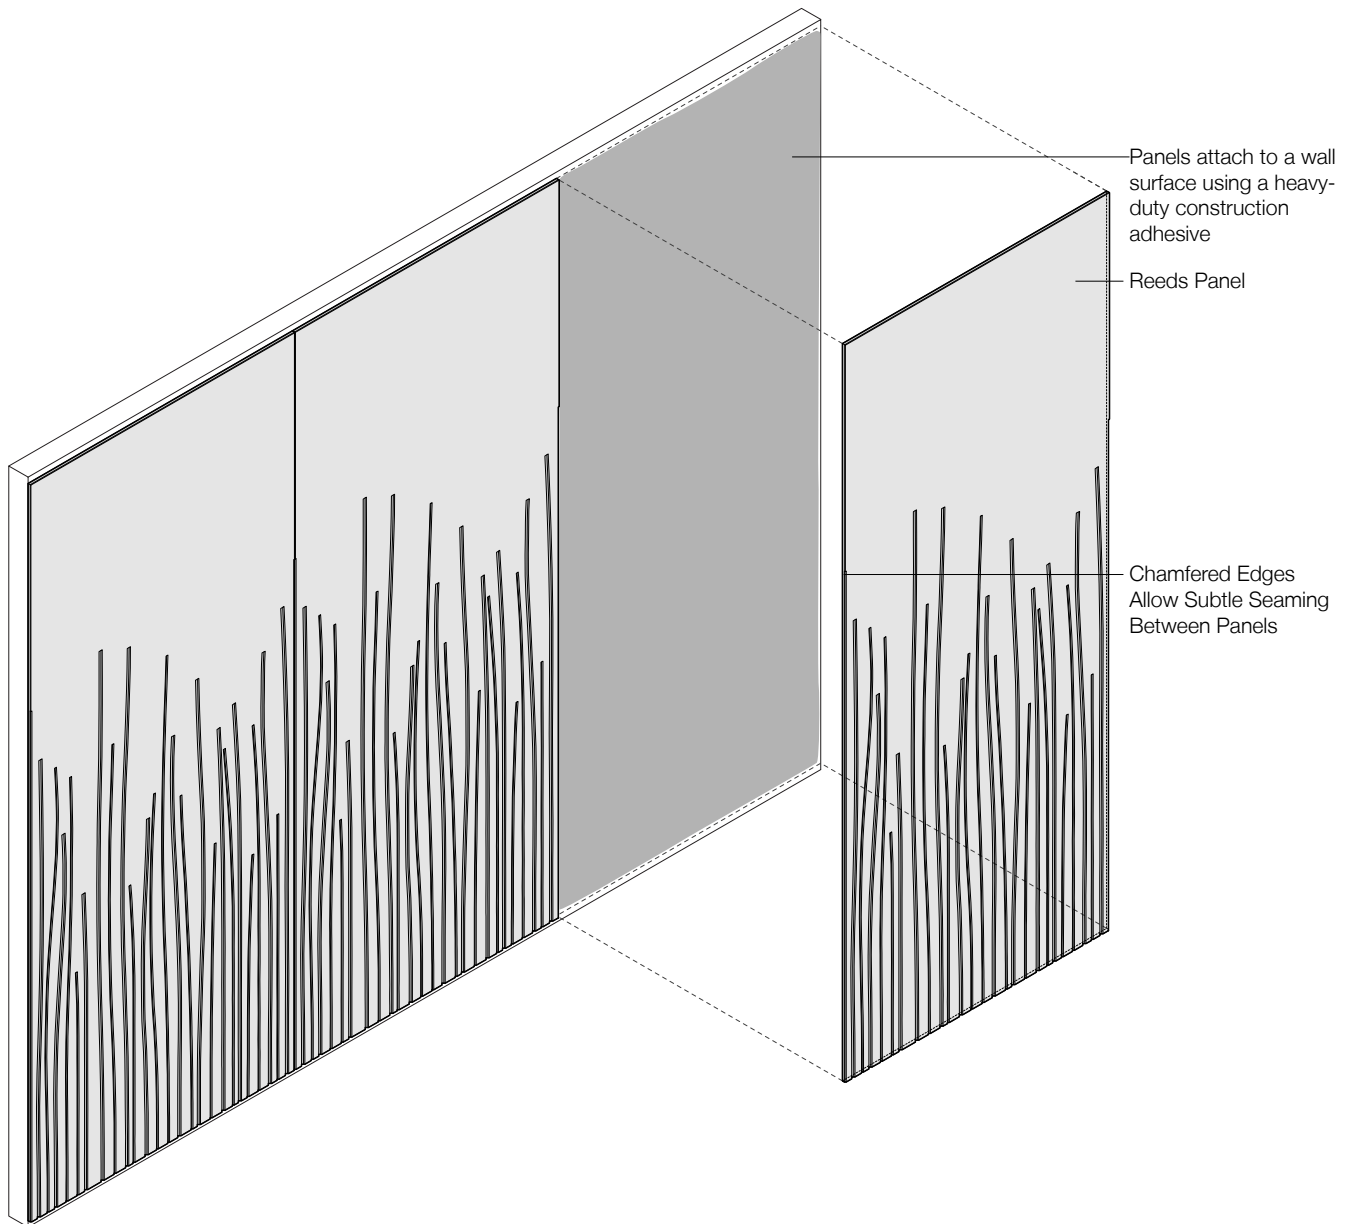 Panels attach to a wall
surface using a heavy-
duty construction
adhesive
Reeds Panel
Chamfered Edges
Allow Subtle Seaming
Between Panels